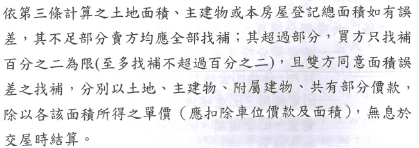 依第三條計算之土地面積、主建物或本房屋登記總面積如有誤
差，其不足部分賣方均應全部找補；其超過部分，買方只找補
百分之二為限(至多找補不超過百分之二)，且雙方同意面積誤
差之找補，分別以土地、主建物、附屬建物、共有部分價款，
除以各該面積所得之單價（應扣除車位價款及面積），無息於
交屋時結算。